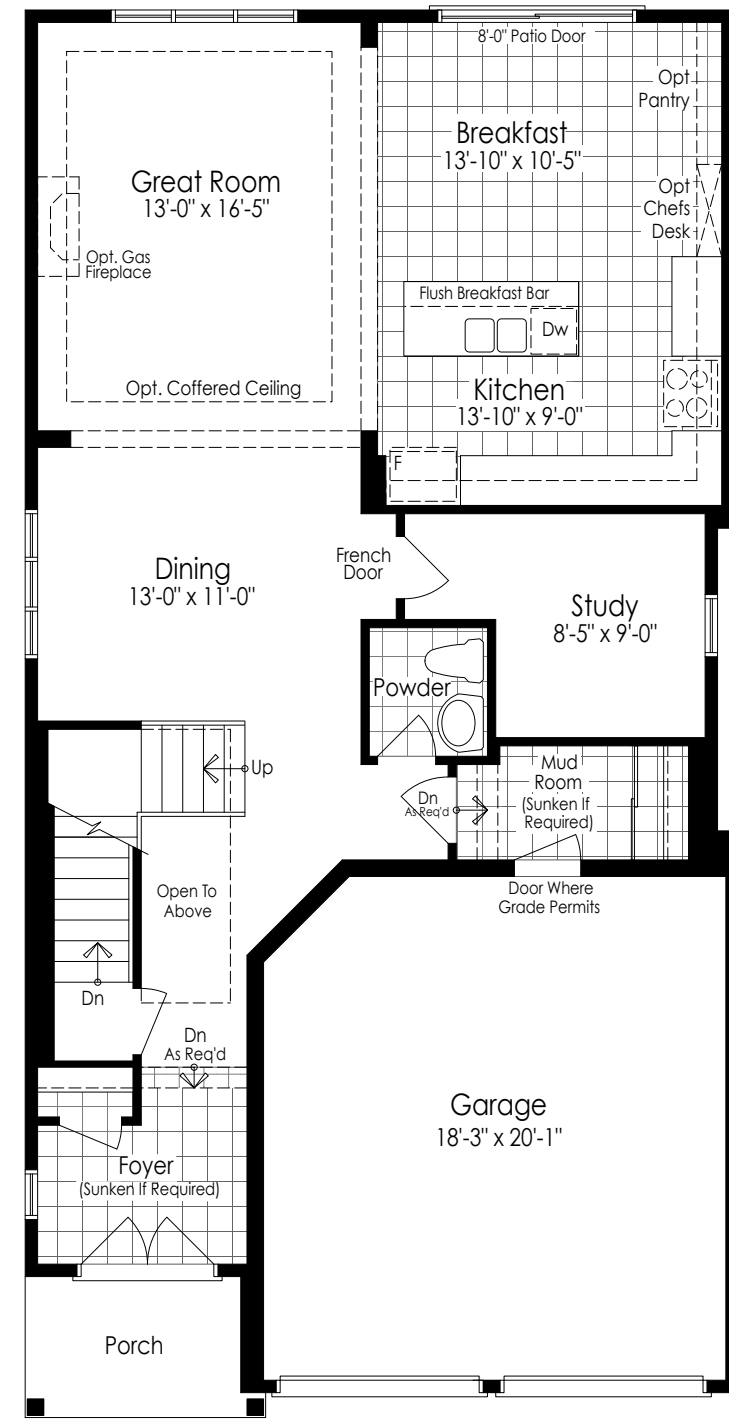 8'-0" Patio Door
Opt
Pantry
Breakfast
13'-10" x 10'-5"
Great Room
13'-0" x 16'-5"
Opt
Chefs
Desk
Opt. Gas
Fireplace
Flush Breakfast Bar
Dw
Opt. Coffered Ceiling
Kitchen
13'-10" x 9'-0"
F
French
Door
Dining
13'-0" x 11'-0"
Study
8'-5" x 9'-0"
Powder
Up
Mud
Room
(Sunken If
Required)
Dn
As Req'd
Open To
Above
Door Where
Grade Permits
Dn
Dn
As Req'd
Garage
18'-3" x 20'-1"
Foyer
(Sunken If Required)
Porch